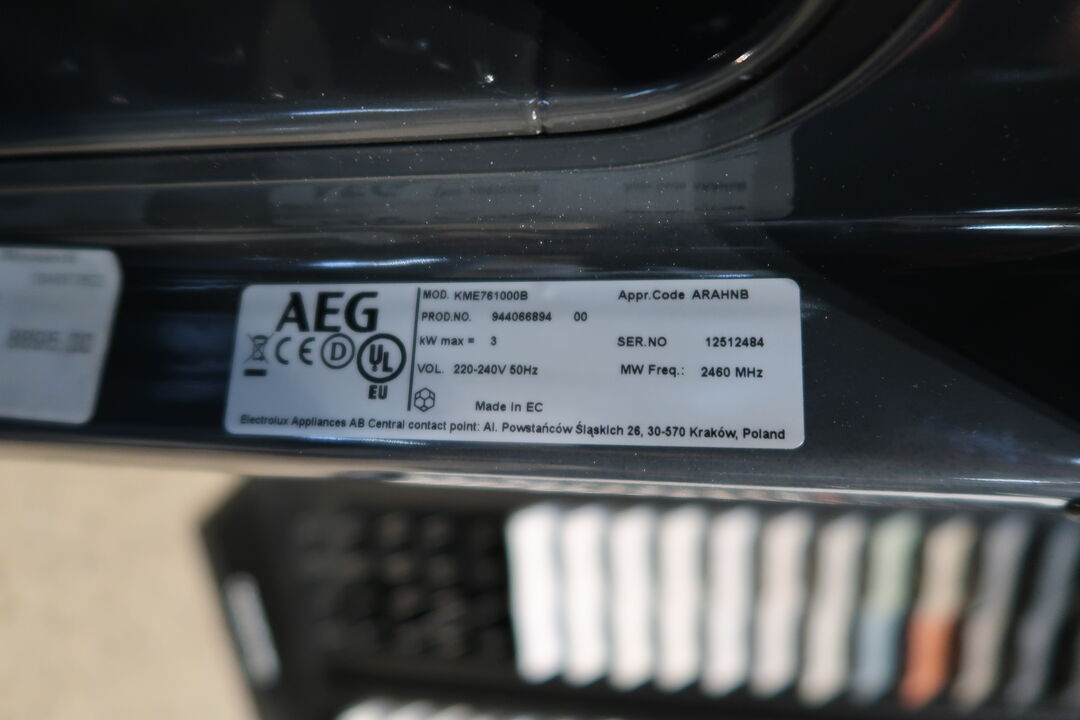 AEG
MOD. KME761000B Appr.Code ARAHNB
PROD.NO. 944066894 00
kW max = 3 SER.NO 12512484
VOL. 220-240V 50Hz MW Freq.: 2460 MHz
CE D UL
EU
Made in EC
Electrolux Appliances AB Central contact point: Al. Powstańców Śląskich 26, 30-570 Kraków, Poland